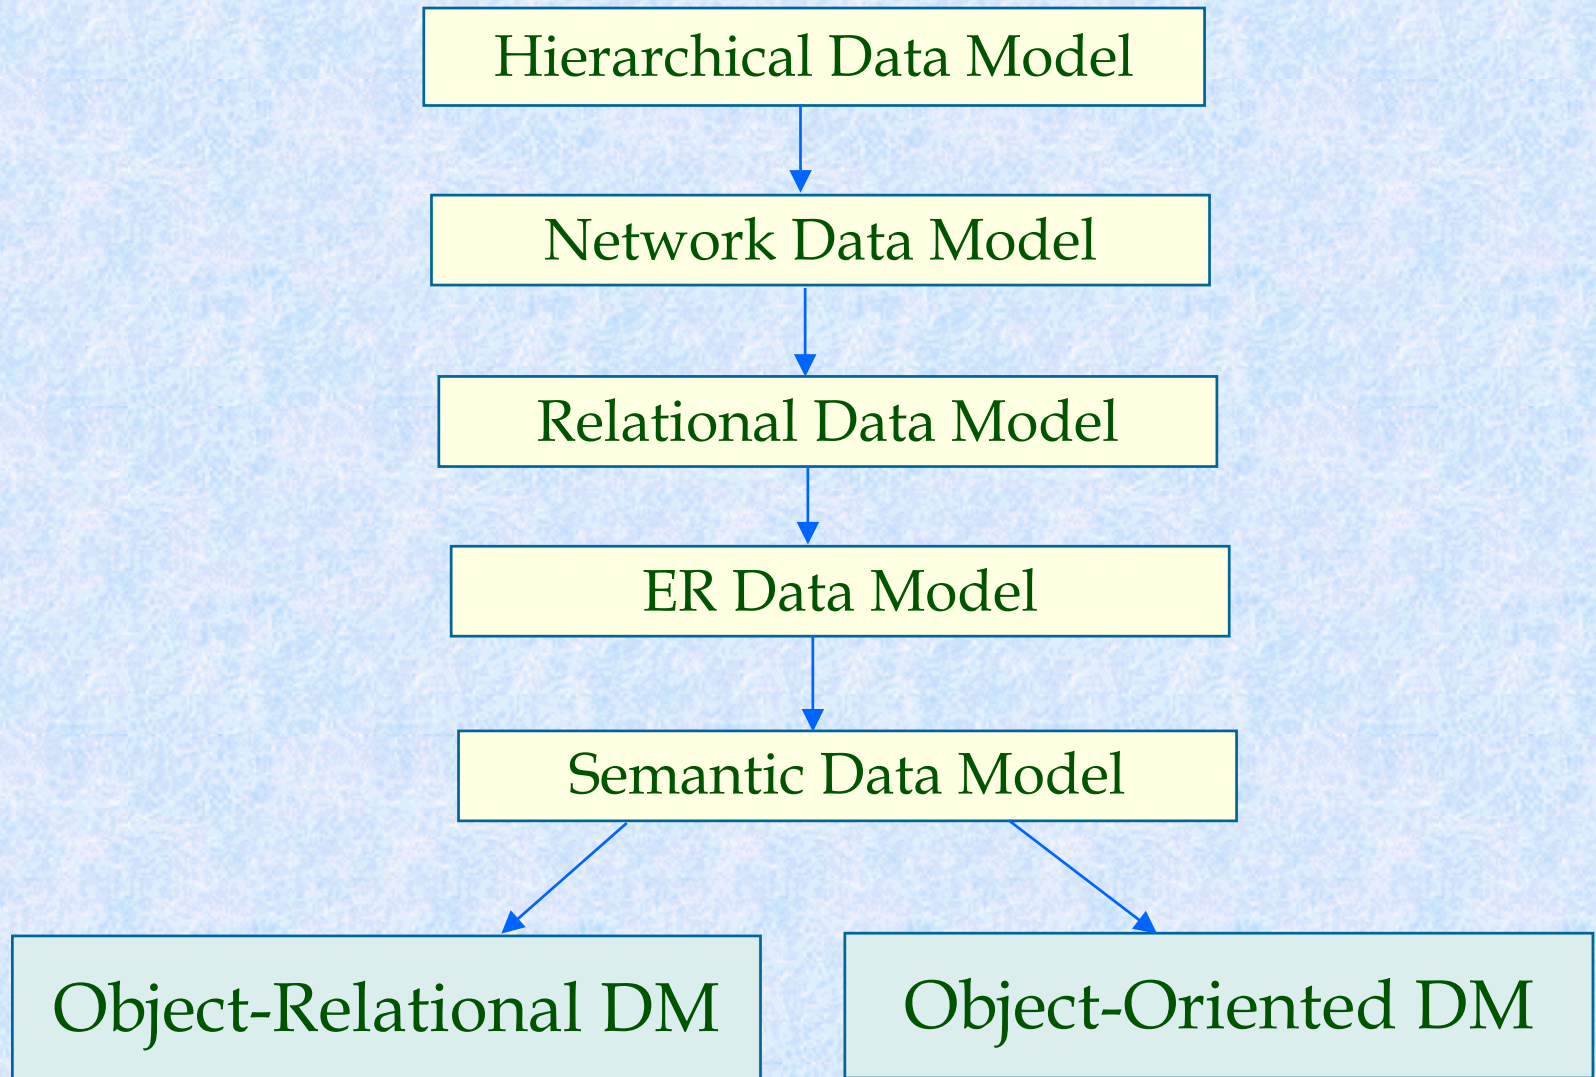 Hierarchical Data Model
Network Data Model
Relational Data Model
ER Data Model
Semantic Data Model
Object-Relational DM
Object-Oriented DM